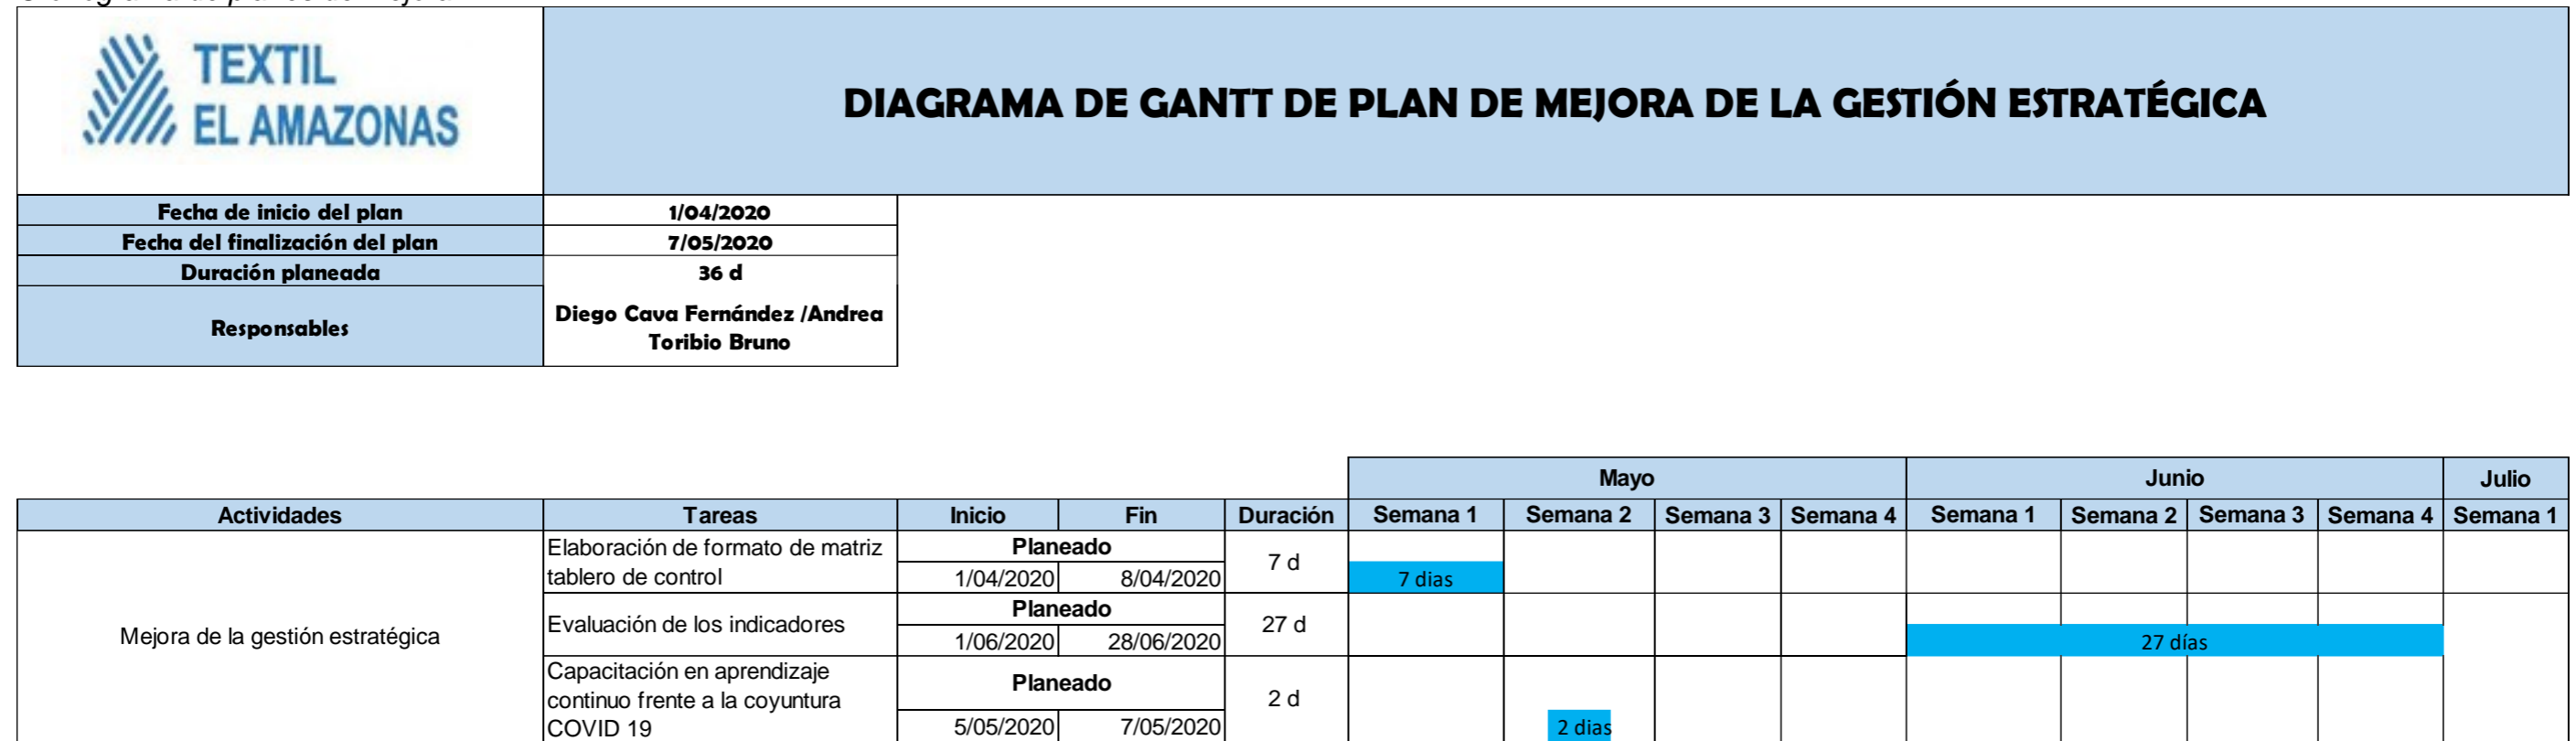 TEXTIL
EL AMAZONAS
DIAGRAMA DE GANTT DE PLAN DE MEJORA DE LA GESTIÓN ESTRATÉGICA
Fecha de inicio del plan 1/04/2020
Fecha del finalización del plan 7/05/2020
Duración planeada 36 d
Responsables Diego Cava Fernández /Andrea
Toribio Bruno
Mayo Junio Julio
Actividades Tareas Inicio Fin Duración Semana 1 Semana 2 Semana 3 Semana 4 Semana 1 Semana 2 Semana 3 Semana 4 Semana 1
Mejora de la gestión estratégica
Elaboración de formato de matriz
tablero de control
Planeado
1/04/2020 8/04/2020
7 d
7 dias
Evaluación de los indicadores
Planeado
1/06/2020 28/06/2020
27 d
27 días
Capacitación en aprendizaje
continuo frente a la coyuntura
COVID 19
Planeado
5/05/2020 7/05/2020
2 d
2 dias